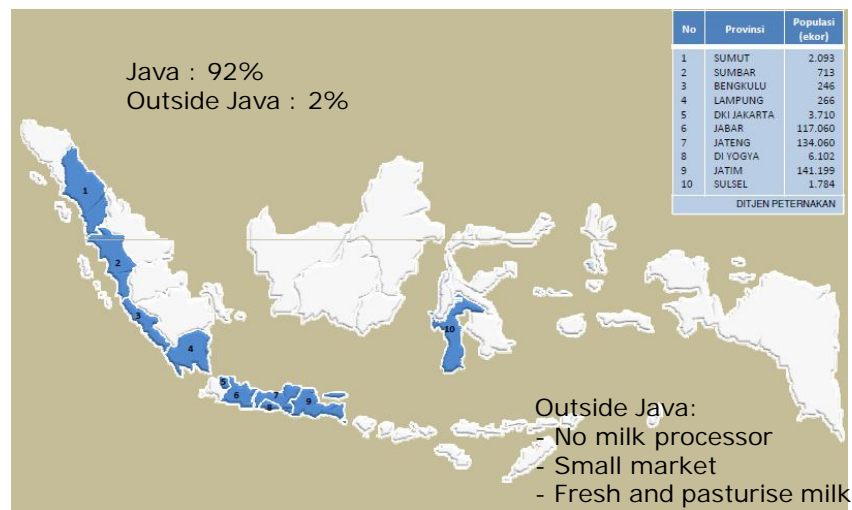 Java : 92%
Outside Java : 2%
No Provinsi Populasi (ekor)
1 SUMUT 2.093
2 SUMBAR 713
3 BENGKULU 246
4 LAMPUNG 266
5 DKI JAKARTA 3.710
6 JABAR 117.060
7 JATENG 134.060
8 DI YOGYA 6.102
9 JATIM 141.199
10 SULSEL 1.784
DITJEN PETERNAKAN
1
2
3
4
5
6
7
8
9
10
Outside Java:
- No milk processor
- Small market
- Fresh and pasturise milk